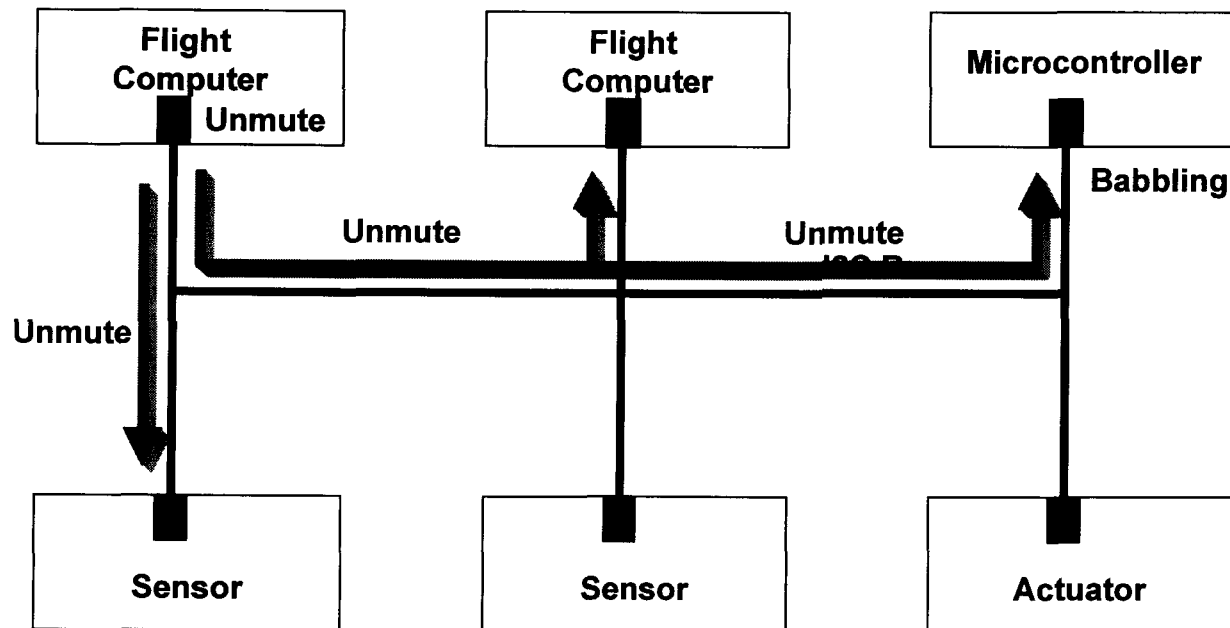 Flight
Computer
Unmute
Flight
Computer
Microcontroller
Babbling
Unmute
Unmute
Unmute
Sensor
Sensor
Actuator